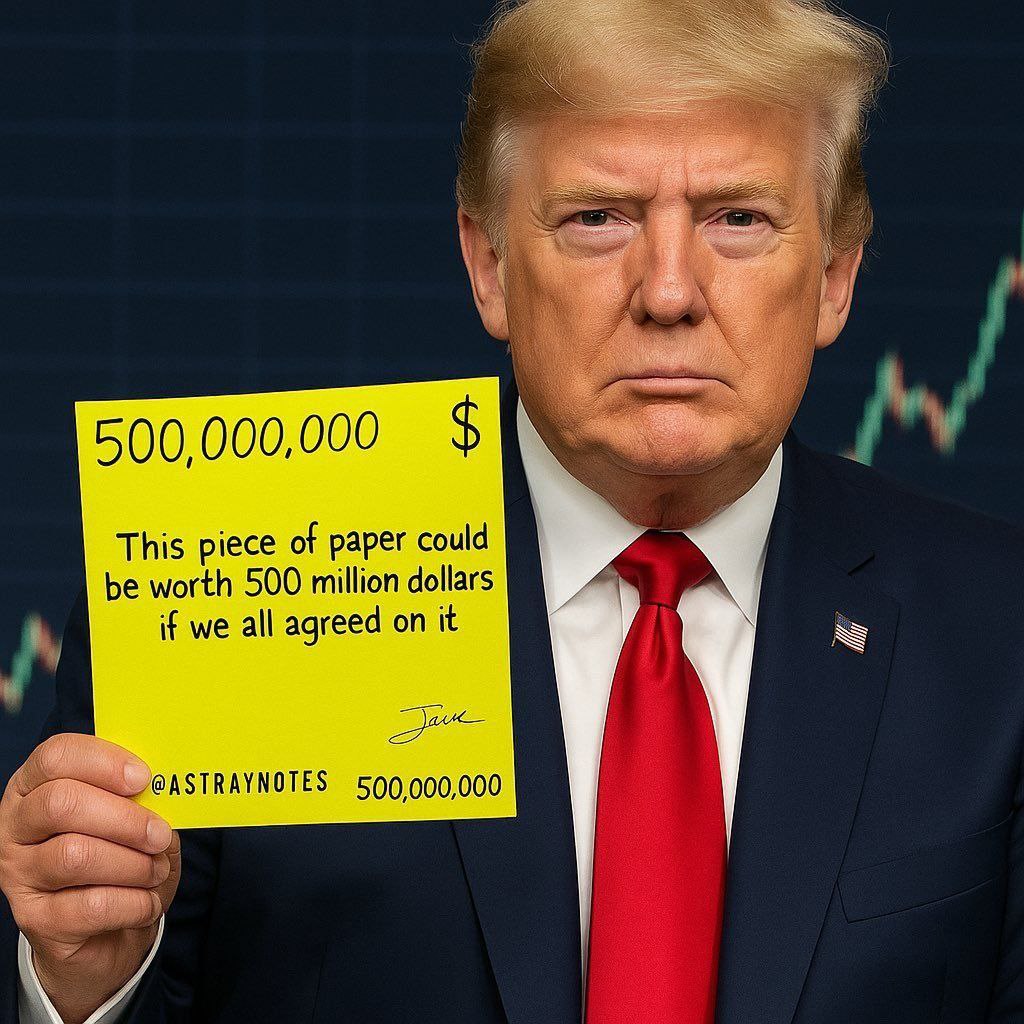 500,000,000 $
This piece of paper could
be worth 500 million dollars
if we all agreed on it
@ASTRAYNOTES 500,000,000